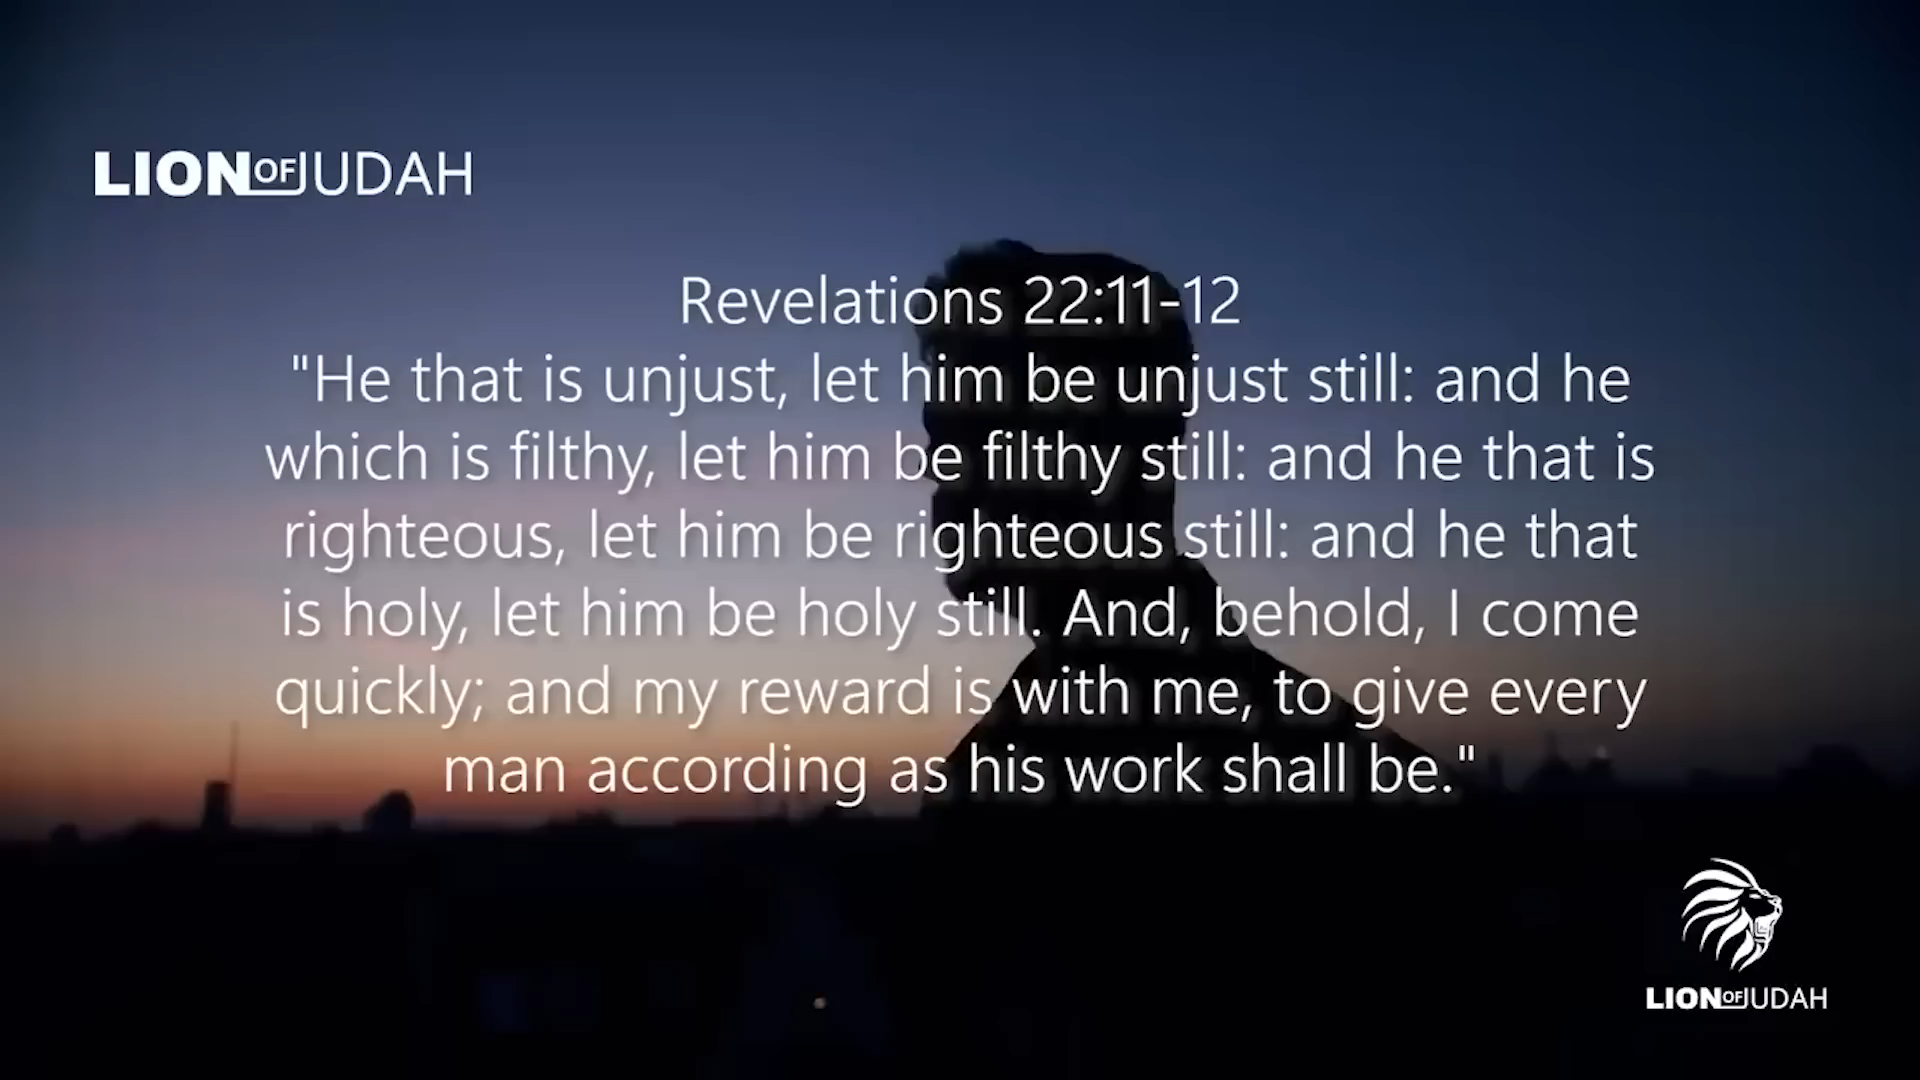 LION OF JUDAH
Revelations 22:11-12
"He that is unjust, let him be unjust still: and he
which is filthy, let him be filthy still: and he that is
righteous, let him be righteous still: and he that
is holy, let him be holy still. And, behold, I come
quickly; and my reward is with me, to give every
man according as his work shall be."
LION OF JUDAH